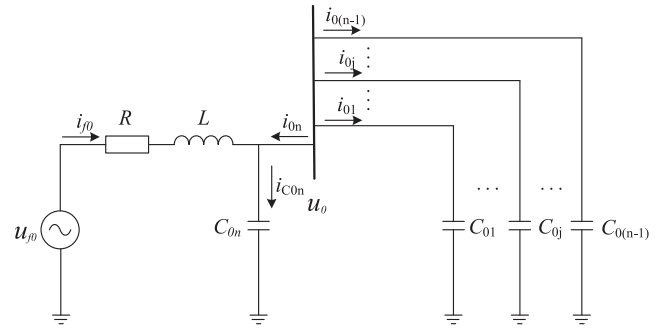 i0(n-1)
i0j
i01
if0
R
L
i0n
iC0n
u0
uf0
C0n
C01
C0j
C0(n-1)